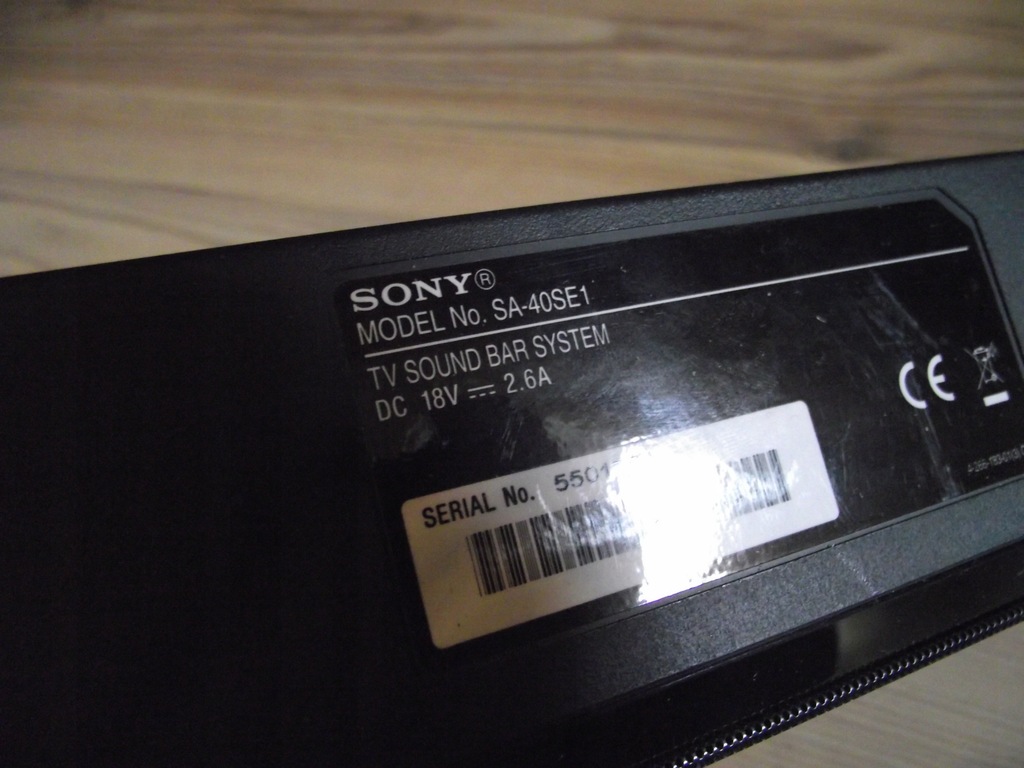 SONY®
MODEL No. SA-40SE1
TV SOUND BAR SYSTEM
DC 18V ⎓ 2.6A
CE
SERIAL No. 5501